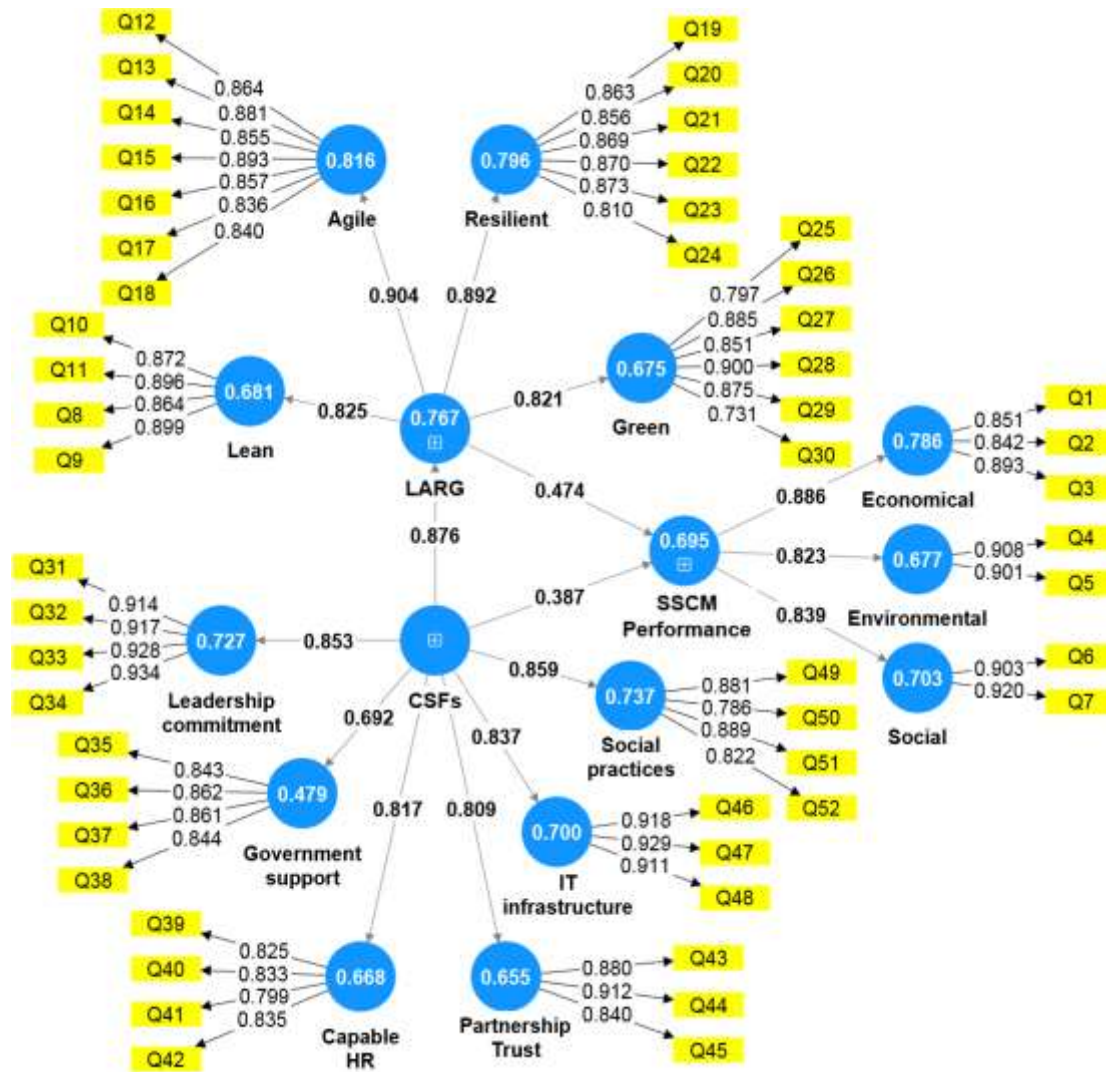 Q12
Q13
Q14
Q15
Q16
Q17
Q18
0.864
0.881
0.855
0.893
0.857
0.836
0.840
0.816
Agile
Q19
Q20
Q21
Q22
Q23
Q24
0.863
0.856
0.869
0.870
0.873
0.810
0.796
Resilient
0.904
0.892
Q10
Q11
Q8
Q9
0.872
0.896
0.864
0.899
0.681
Lean
0.825
0.767
LARG
0.821
0.675
Green
0.797
0.885
0.851
0.900
0.875
0.731
Q25
Q26
Q27
Q28
Q29
Q30
0.474
0.876
0.387
0.695
SSCM
Performance
0.886
0.823
0.839
0.786
Economical
0.851
0.842
0.893
Q1
Q2
Q3
0.677
Environmental
0.908
0.901
Q4
Q5
0.703
Social
0.903
0.920
Q6
Q7
Q31
Q32
Q33
Q34
0.914
0.917
0.928
0.934
0.727
Leadership
commitment
0.853
CSFs
0.859
0.737
Social
practices
0.881
0.786
0.889
0.822
Q49
Q50
Q51
Q52
0.692
Q35
Q36
Q37
Q38
0.843
0.862
0.861
0.844
0.479
Government
support
0.837
0.700
IT
infrastructure
0.918
0.929
0.911
Q46
Q47
Q48
0.817
0.809
Q39
Q40
Q41
Q42
0.825
0.833
0.799
0.835
0.668
Capable
HR
0.655
Partnership
Trust
0.880
0.912
0.840
Q43
Q44
Q45